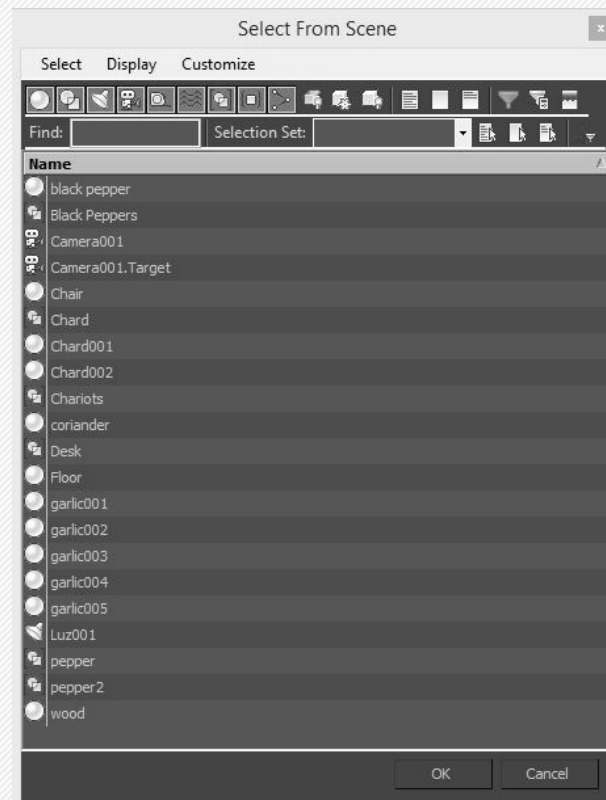 Select From Scene
x
Select Display Customize
Find: Selection Set:
Name
black pepper
Black Peppers
Camera001
Camera001.Target
Chair
Chard
Chard001
Chard002
Chariots
coriander
Desk
Floor
garlic001
garlic002
garlic003
garlic004
garlic005
Luz001
pepper
pepper2
wood
OK Cancel